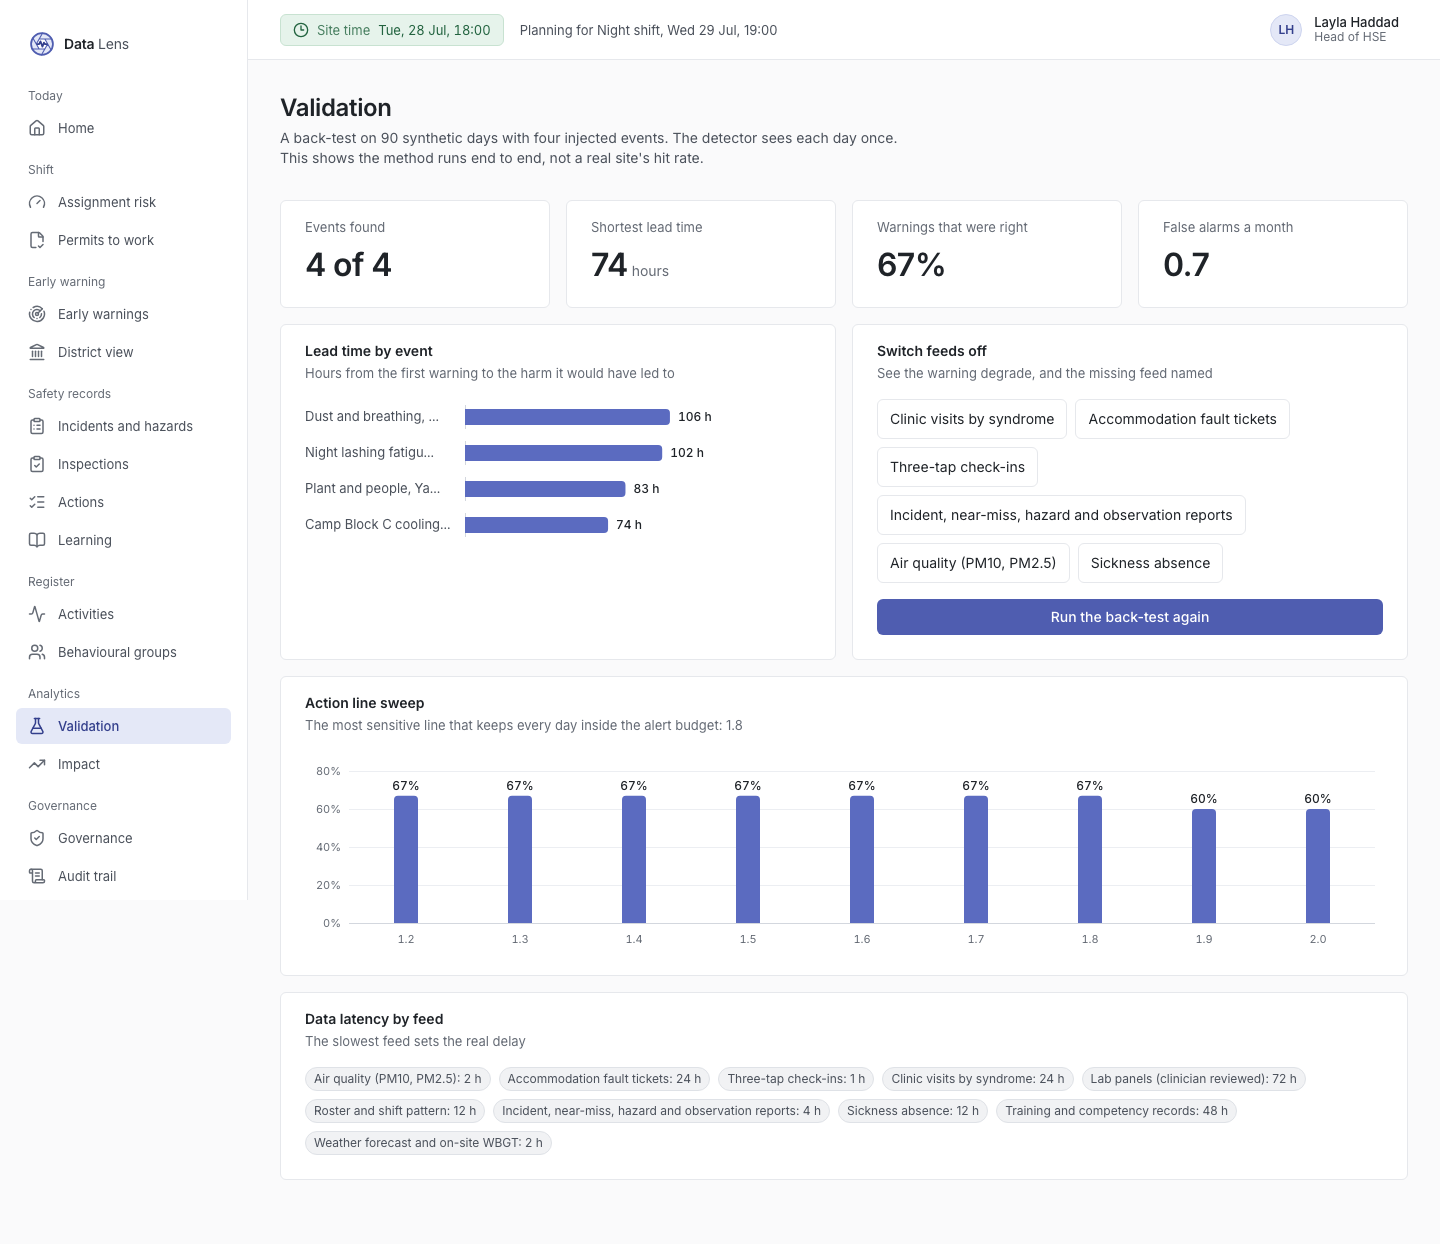 Data Lens
Today
Home
Shift
Assignment risk
Permits to work
Early warning
Early warnings
District view
Safety records
Incidents and hazards
Inspections
Actions
Learning
Register
Activities
Behavioural groups
Analytics
Validation
Impact
Governance
Governance
Audit trail
Site time Tue, 28 Jul, 18:00
Planning for Night shift, Wed 29 Jul, 19:00
LH
Layla Haddad
Head of HSE
Validation
A back-test on 90 synthetic days with four injected events. The detector sees each day once.
This shows the method runs end to end, not a real site's hit rate.
Events found
4 of 4
Shortest lead time
74 hours
Warnings that were right
67%
False alarms a month
0.7
Lead time by event
Hours from the first warning to the harm it would have led to
Dust and breathing, ... 106 h
Night lashing fatigu... 102 h
Plant and people, Ya... 83 h
Camp Block C cooling... 74 h
Switch feeds off
See the warning degrade, and the missing feed named
Clinic visits by syndrome Accommodation fault tickets
Three-tap check-ins
Incident, near-miss, hazard and observation reports
Air quality (PM10, PM2.5) Sickness absence
Run the back-test again
Action line sweep
The most sensitive line that keeps every day inside the alert budget: 1.8
80%
60%
40%
20%
0%
67% 67% 67% 67% 67% 67% 67% 60% 60%
1.2 1.3 1.4 1.5 1.6 1.7 1.8 1.9 2.0
Data latency by feed
The slowest feed sets the real delay
Air quality (PM10, PM2.5): 2 h Accommodation fault tickets: 24 h Three-tap check-ins: 1 h Clinic visits by syndrome: 24 h Lab panels (clinician reviewed): 72 h
Roster and shift pattern: 12 h Incident, near-miss, hazard and observation reports: 4 h Sickness absence: 12 h Training and competency records: 48 h
Weather forecast and on-site WBGT: 2 h